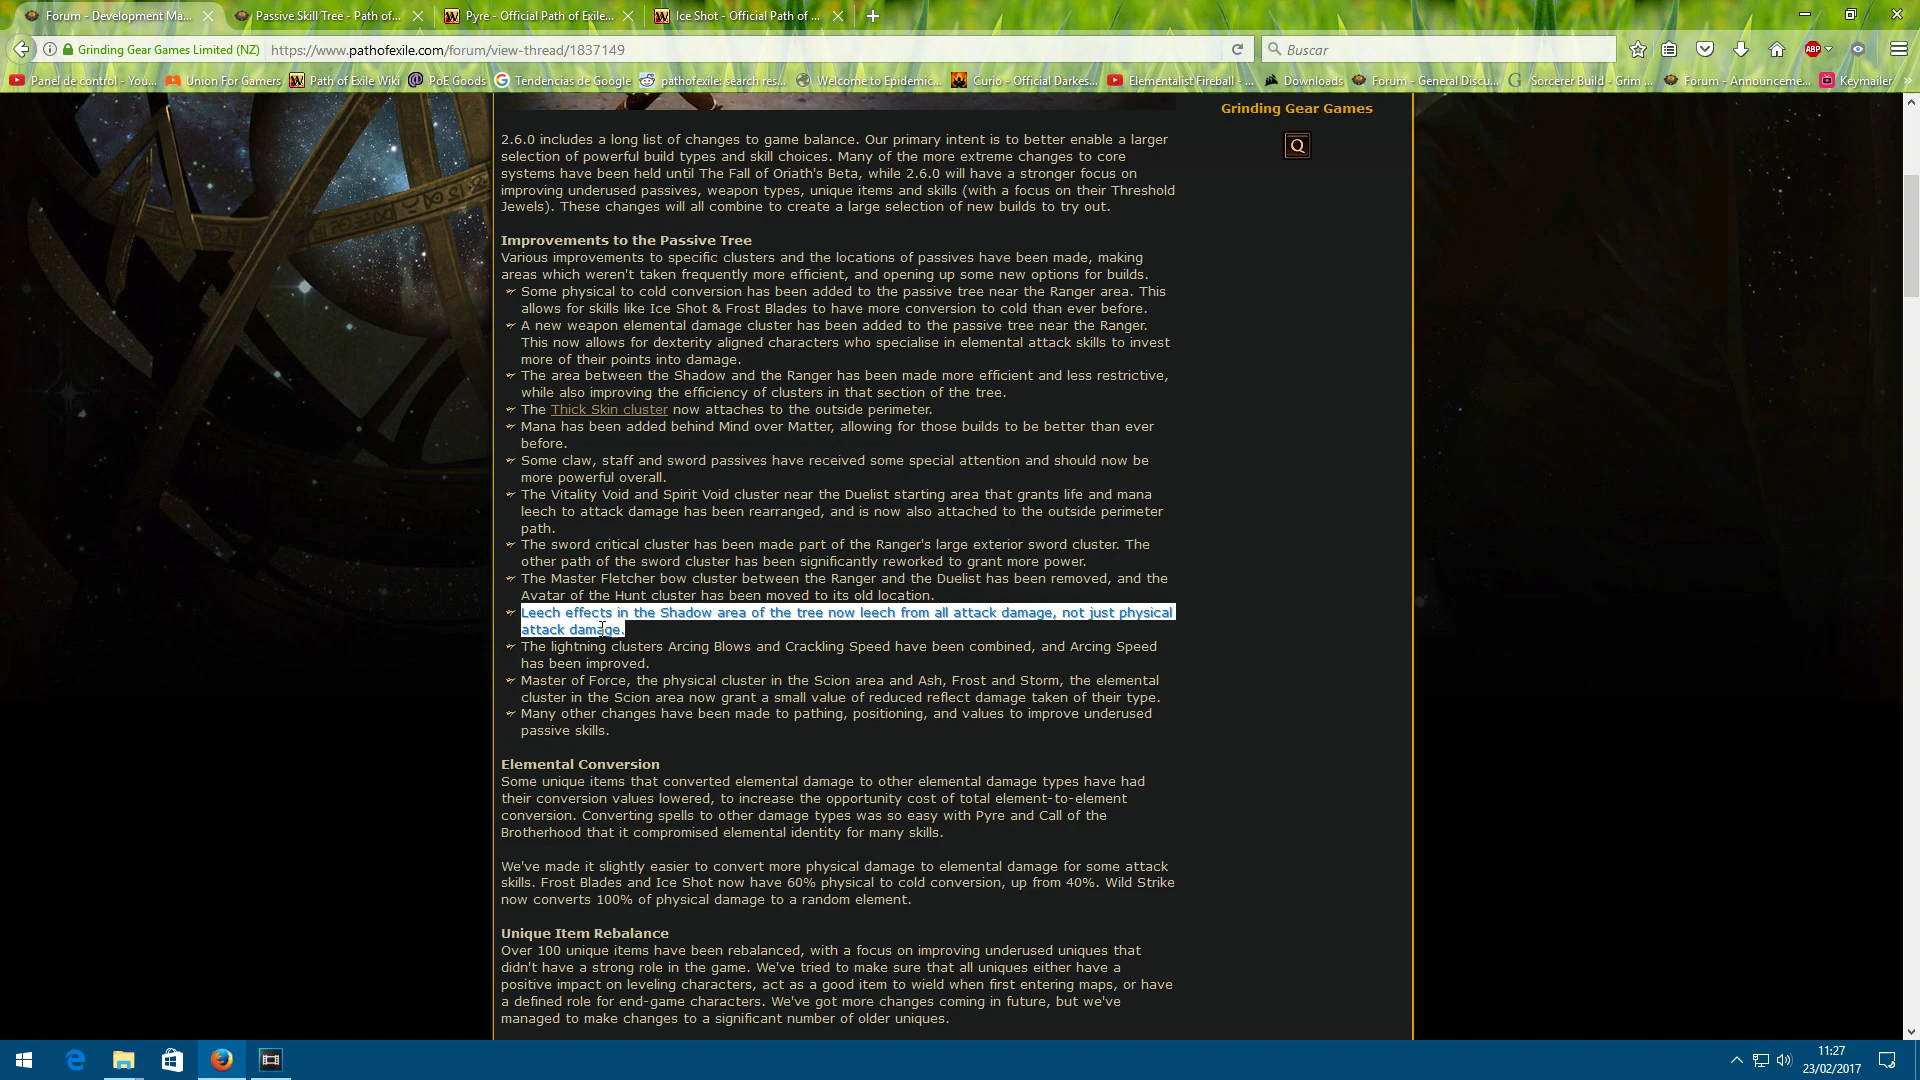 Forum - Development Ma...
Passive Skill Tree - Path of...
Pyre - Official Path of Exile...
Ice Shot - Official Path of ...
Grinding Gear Games Limited (NZ)
https://www.pathofexile.com/forum/view-thread/1837149
Buscar
ABP
Panel de control - You...
Union For Gamers
Path of Exile Wiki
PoE Goods
Tendencias de Google
pathofexile: search res...
Welcome to Epidemic...
Curio - Official Darkes...
Elementalist Fireball - ...
Downloads
Forum - General Discu...
Sorcerer Build - Grim ...
Forum - Announceme...
Keymailer
Grinding Gear Games
Q
2.6.0 includes a long list of changes to game balance. Our primary intent is to better enable a larger
selection of powerful build types and skill choices. Many of the more extreme changes to core
systems have been held until The Fall of Oriath's Beta, while 2.6.0 will have a stronger focus on
improving underused passives, weapon types, unique items and skills (with a focus on their Threshold
Jewels). These changes will all combine to create a large selection of new builds to try out.
Improvements to the Passive Tree
Various improvements to specific clusters and the locations of passives have been made, making
areas which weren't taken frequently more efficient, and opening up some new options for builds.
Some physical to cold conversion has been added to the passive tree near the Ranger area. This
allows for skills like Ice Shot & Frost Blades to have more conversion to cold than ever before.
A new weapon elemental damage cluster has been added to the passive tree near the Ranger.
This now allows for dexterity aligned characters who specialise in elemental attack skills to invest
more of their points into damage.
The area between the Shadow and the Ranger has been made more efficient and less restrictive,
while also improving the efficiency of clusters in that section of the tree.
The Thick Skin cluster now attaches to the outside perimeter.
Mana has been added behind Mind over Matter, allowing for those builds to be better than ever
before.
Some claw, staff and sword passives have received some special attention and should now be
more powerful overall.
The Vitality Void and Spirit Void cluster near the Duelist starting area that grants life and mana
leech to attack damage has been rearranged, and is now also attached to the outside perimeter
path.
The sword critical cluster has been made part of the Ranger's large exterior sword cluster. The
other path of the sword cluster has been significantly reworked to grant more power.
The Master Fletcher bow cluster between the Ranger and the Duelist has been removed, and the
Avatar of the Hunt cluster has been moved to its old location.
Leech effects in the Shadow area of the tree now leech from all attack damage, not just physical
attack damage.
The lightning clusters Arcing Blows and Crackling Speed have been combined, and Arcing Speed
has been improved.
Master of Force, the physical cluster in the Scion area and Ash, Frost and Storm, the elemental
cluster in the Scion area now grant a small value of reduced reflect damage taken of their type.
Many other changes have been made to pathing, positioning, and values to improve underused
passive skills.
Elemental Conversion
Some unique items that converted elemental damage to other elemental damage types have had
their conversion values lowered, to increase the opportunity cost of total element-to-element
conversion. Converting spells to other damage types was so easy with Pyre and Call of the
Brotherhood that it compromised elemental identity for many skills.
We've made it slightly easier to convert more physical damage to elemental damage for some attack
skills. Frost Blades and Ice Shot now have 60% physical to cold conversion, up from 40%. Wild Strike
now converts 100% of physical damage to a random element.
Unique Item Rebalance
Over 100 unique items have been rebalanced, with a focus on improving underused uniques that
didn't have a strong role in the game. We've tried to make sure that all uniques either have a
positive impact on leveling characters, act as a good item to wield when first entering maps, or have
a defined role for end-game characters. We've got more changes coming in future, but we've
managed to make changes to a significant number of older uniques.
11:27
23/02/2017